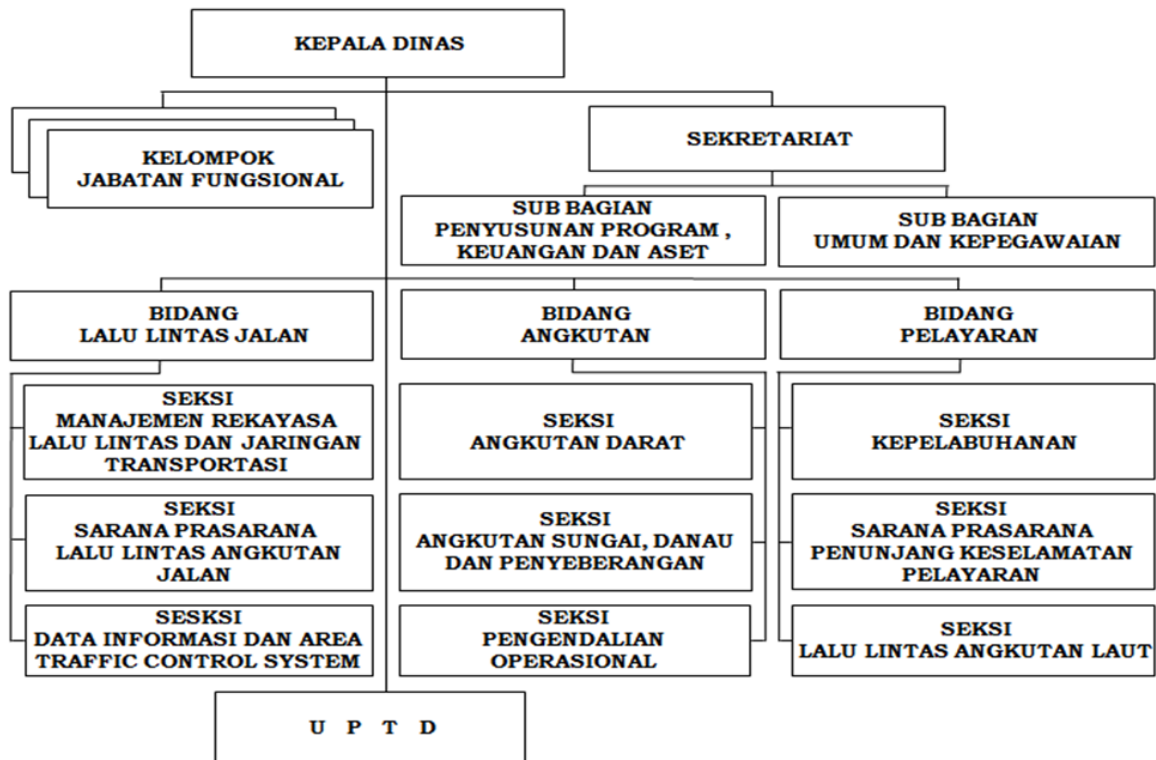 KEPALA DINAS
KELOMPOK
JABATAN FUNGSIONAL
SEKRETARIAT
SUB BAGIAN
PENYUSUNAN PROGRAM ,
KEUANGAN DAN ASET
SUB BAGIAN
UMUM DAN KEPEGAWAIAN
BIDANG
LALU LINTAS JALAN
BIDANG
ANGKUTAN
BIDANG
PELAYARAN
SEKSI
MANAJEMEN REKAYASA
LALU LINTAS DAN JARINGAN
TRANSPORTASI
SEKSI
ANGKUTAN DARAT
SEKSI
KEPELABUHANAN
SEKSI
SARANA PRASARANA
LALU LINTAS ANGKUTAN
JALAN
SEKSI
ANGKUTAN SUNGAI, DANAU
DAN PENYEBERANGAN
SEKSI
SARANA PRASARANA
PENUNJANG KESELAMATAN
PELAYARAN
SESKSI
DATA INFORMASI DAN AREA
TRAFFIC CONTROL SYSTEM
SEKSI
PENGENDALIAN
OPERASIONAL
SEKSI
LALU LINTAS ANGKUTAN LAUT
U P T D